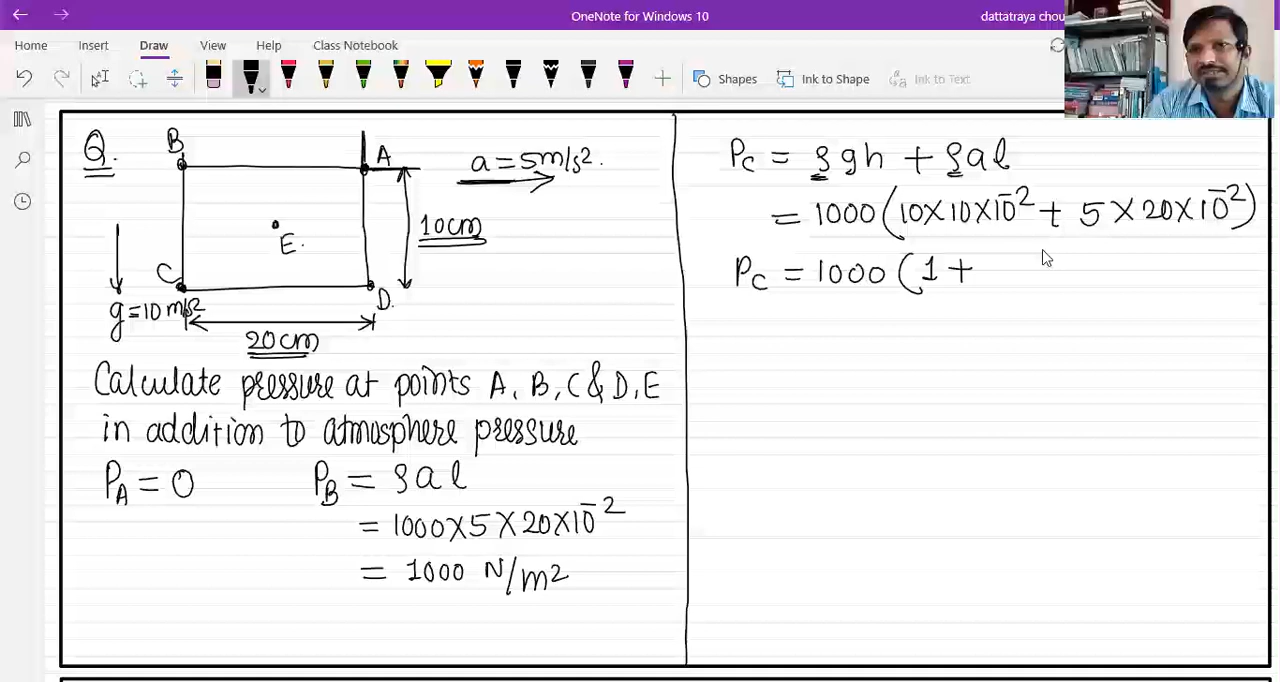 OneNote for Windows 10
dattatraya chou
Home Insert Draw View Help Class Notebook
Shapes Ink to Shape Ink to Text
Q.
B
A
a = 5m/s².
10cm
E.
C
D.
g = 10 m/s²
20cm
Calculate pressure at points A, B, C & D, E
in addition to atmosphere pressure
P_A = 0 P_B = ρ a l
= 1000 × 5 × 20 × 10⁻²
= 1000 N/m²
P_C = ρgh + ρal
= 1000 (10 × 10 × 10⁻² + 5 × 20 × 10⁻²)
P_C = 1000 (1 +